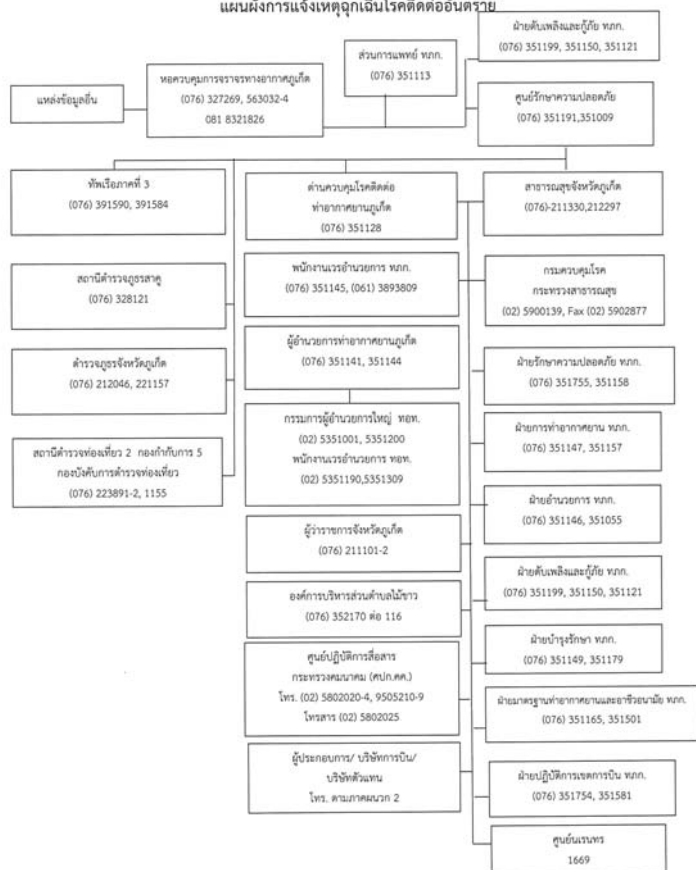 แผนผังการแจ้งเหตุฉุกเฉินโรคติดต่ออันตราย
ฝ่ายดับเพลิงและกู้ภัย ทภก.
(076) 351199, 351150, 351121
ส่วนการแพทย์ ทภก.
(076) 351113
หอควบคุมการจราจรทางอากาศภูเก็ต
(076) 327269, 563032-4
081 8321826
แหล่งข้อมูลอื่น
ศูนย์รักษาความปลอดภัย
(076) 351191,351009
ทัพเรือภาคที่ 3
(076) 391590, 391584
ด่านควบคุมโรคติดต่อ
ท่าอากาศยานภูเก็ต
(076) 351128
สาธารณสุขจังหวัดภูเก็ต
(076)-211330,212297
สถานีตำรวจภูธรสาคู
(076) 328121
พนักงานเวรอำนวยการ ทภก.
(076) 351145, (061) 3893809
กรมควบคุมโรค
กระทรวงสาธารณสุข
(02) 5900139, Fax (02) 5902877
ตำรวจภูธรจังหวัดภูเก็ต
(076) 212046, 221157
ผู้อำนวยการท่าอากาศยานภูเก็ต
(076) 351141, 351144
ฝ่ายรักษาความปลอดภัย ทภก.
(076) 351755, 351158
สถานีตำรวจท่องเที่ยว 2 กองกำกับการ 5
กองบังคับการตำรวจท่องเที่ยว
(076) 223891-2, 1155
กรรมการผู้อำนวยการใหญ่ ทอท.
(02) 5351001, 5351200
พนักงานเวรอำนวยการ ทอท.
(02) 5351190,5351309
ฝ่ายการท่าอากาศยาน ทภก.
(076) 351147, 351157
ฝ่ายอำนวยการ ทภก.
(076) 351146, 351055
ผู้ว่าราชการจังหวัดภูเก็ต
(076) 211101-2
ฝ่ายดับเพลิงและกู้ภัย ทภก.
(076) 351199, 351150, 351121
องค์การบริหารส่วนตำบลไม้ขาว
(076) 352170 ต่อ 116
ฝ่ายบำรุงรักษา ทภก.
(076) 351149, 351179
ศูนย์ปฏิบัติการสื่อสาร
กระทรวงคมนาคม (ศปก.คค.)
โทร. (02) 5802020-4, 9505210-9
โทรสาร (02) 5802025
ฝ่ายมาตรฐานท่าอากาศยานและอาชีวอนามัย ทภก.
(076) 351165, 351501
ผู้ประกอบการ/ บริษัทการบิน/
บริษัทตัวแทน
โทร. ตามภาคผนวก 2
ฝ่ายปฏิบัติการเขตการบิน ทภก.
(076) 351754, 351581
ศูนย์นเรนทร
1669